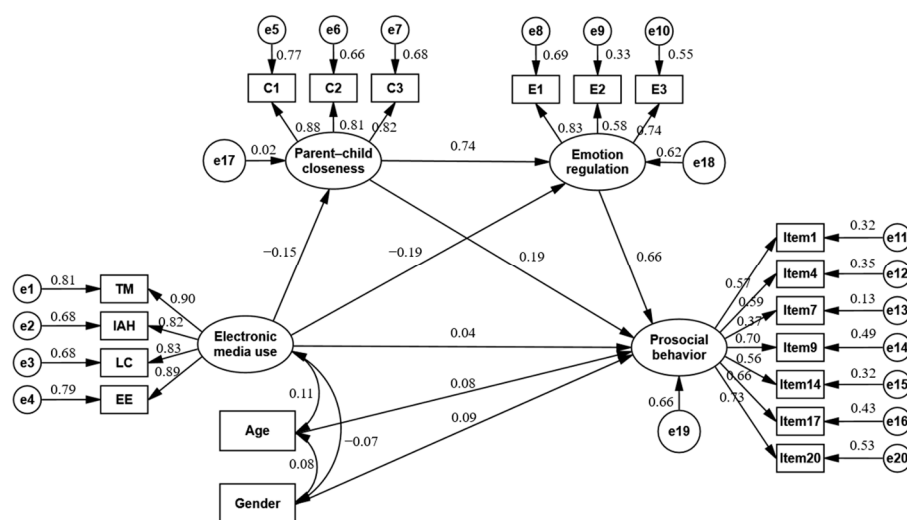 e5
e6
e7
e8
e9
e10
0.77
0.66
0.68
0.69
0.33
0.55
C1
C2
C3
E1
E2
E3
0.88
0.81
0.82
0.83
0.58
0.74
e17
0.02
Parent–child
closeness
0.74
Emotion
regulation
0.62
e18
−0.15
−0.19
0.19
0.66
e1
0.81
TM
0.90
e2
0.68
IAH
0.82
e3
0.68
LC
0.83
e4
0.79
EE
0.89
Electronic
media use
0.04
Prosocial
behavior
0.57
Item1
0.32
e11
0.59
Item4
0.35
e12
0.37
Item7
0.13
e13
0.70
Item9
0.49
e14
0.56
Item14
0.32
e15
0.66
Item17
0.43
e16
0.73
Item20
0.53
e20
0.11
0.08
0.09
Age
−0.07
0.08
Gender
0.66
e19